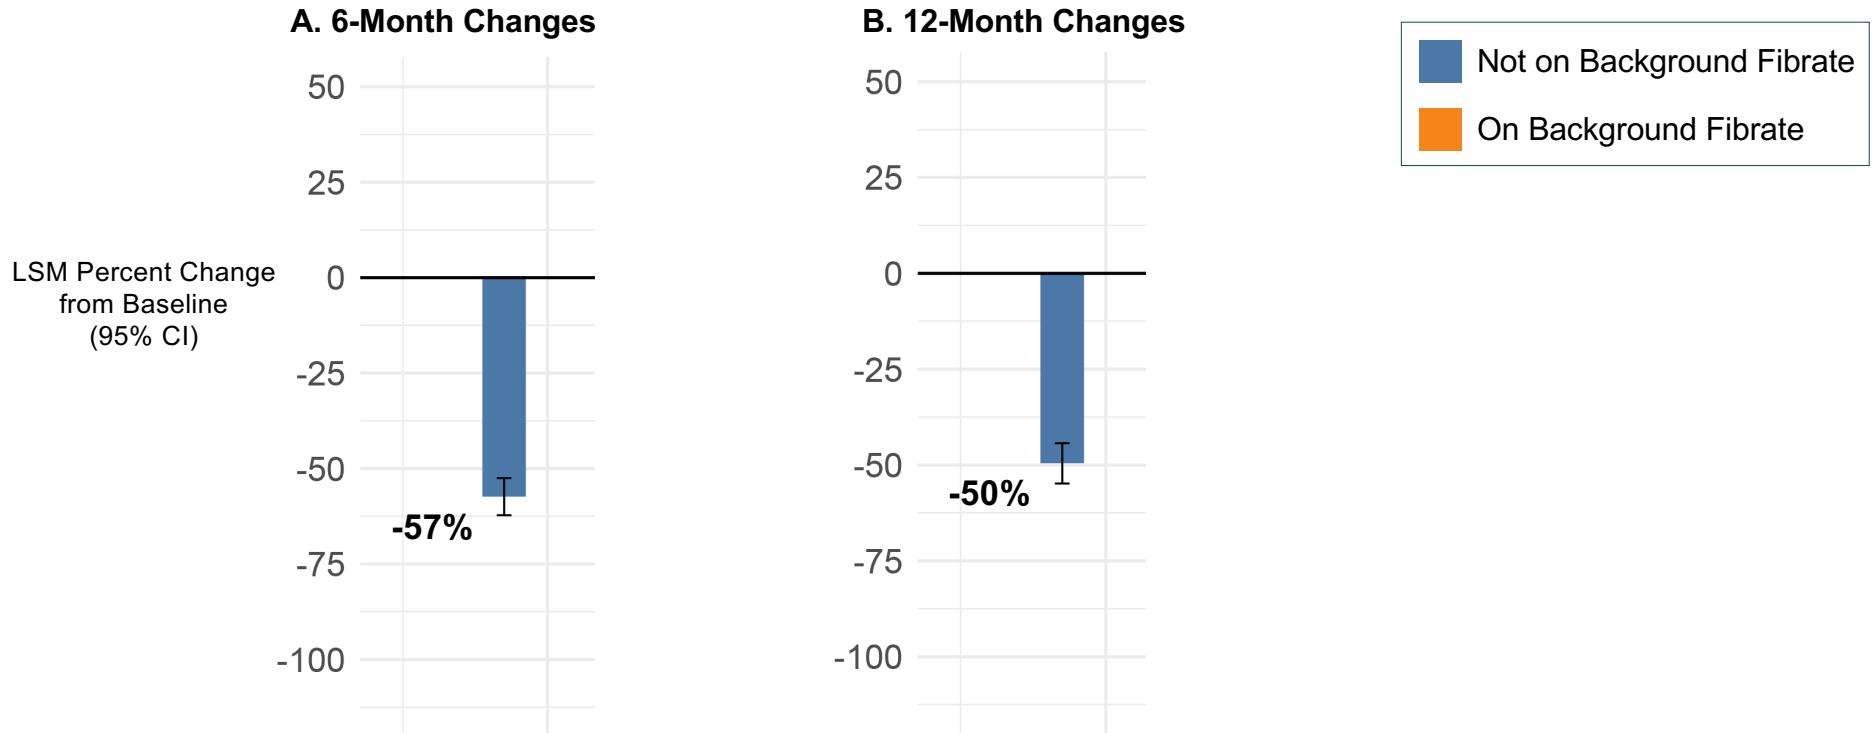 A. 6-Month Changes
B. 12-Month Changes
Not on Background Fibrate
On Background Fibrate
LSM Percent Change
from Baseline
(95% CI)
50
25
0
-25
-50
-75
-100
-57%
50
25
0
-25
-50
-75
-100
-50%